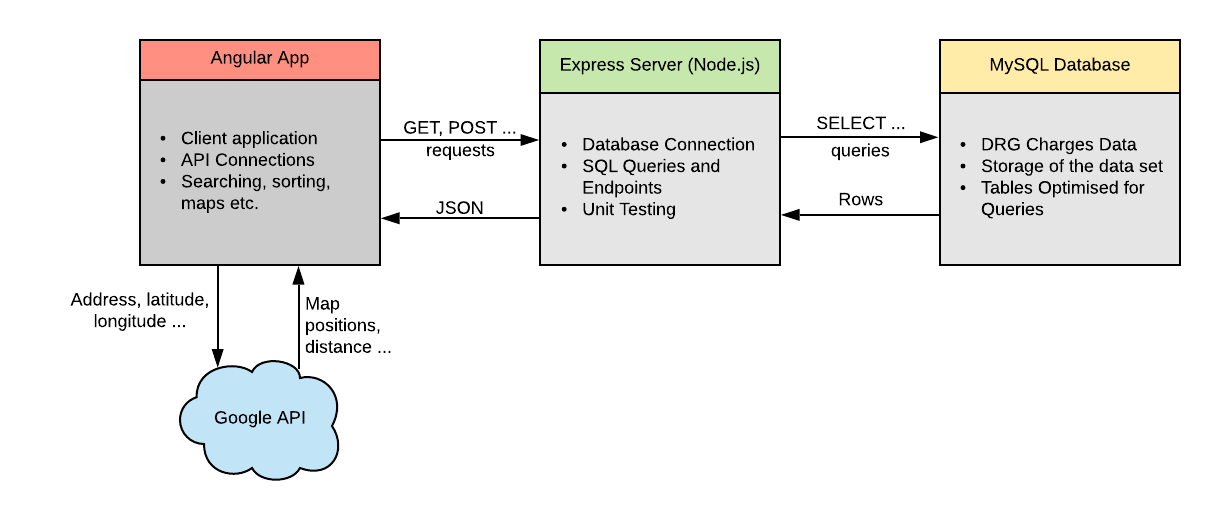 Angular App
• Client application
• API Connections
• Searching, sorting,
maps etc.
GET, POST ...
requests
JSON
Express Server (Node.js)
• Database Connection
• SQL Queries and
Endpoints
• Unit Testing
SELECT ...
queries
Rows
MySQL Database
• DRG Charges Data
• Storage of the data set
• Tables Optimised for
Queries
Address, latitude,
longitude ...
Map
positions,
distance ...
Google API